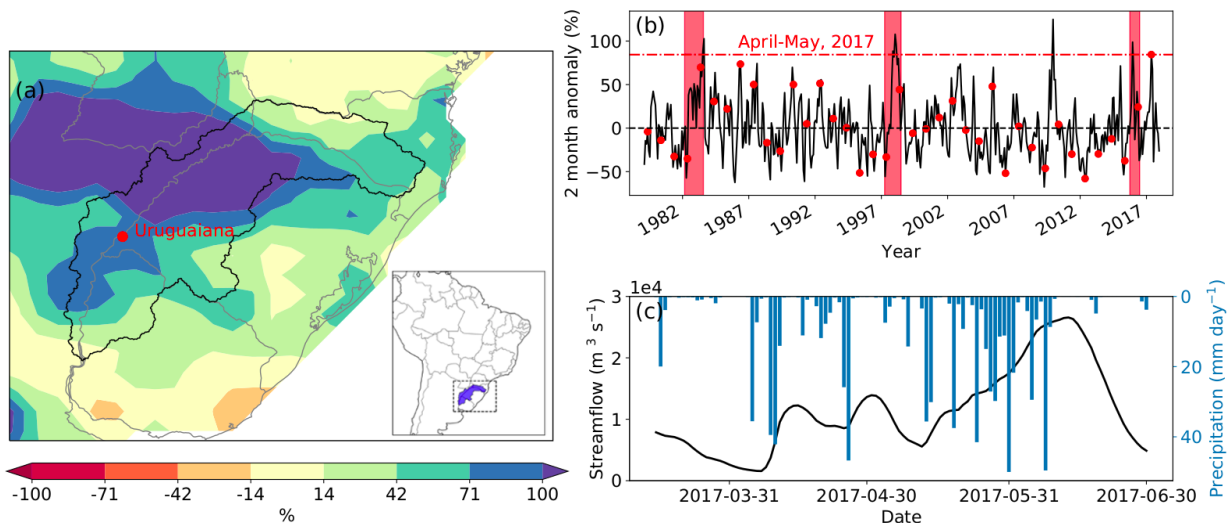 (a)
Uruguaiana
-100 -71 -42 -14 14 42 71 100
%
(b)
April-May, 2017
2 month anomaly (%)
100
50
0
−50
1982 1987 1992 1997 2002 2007 2012 2017
Year
1e4
(c)
Streamflow (m³ s⁻¹)
3
2
1
0
0
20
40
Precipitation (mm day⁻¹)
2017-03-31 2017-04-30 2017-05-31 2017-06-30
Date